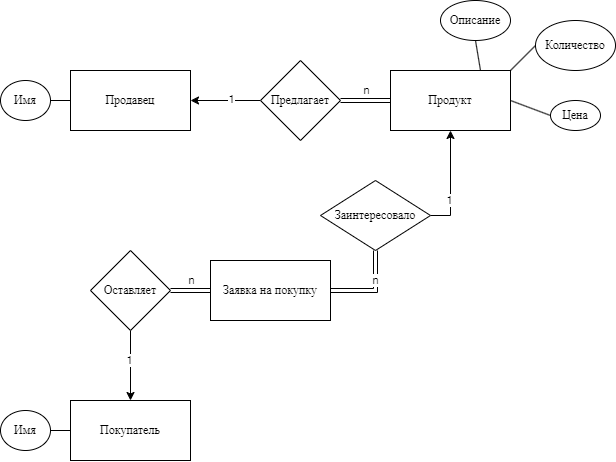 Описание
Количество
Имя
Продавец
1
Предлагает
n
Продукт
Цена
1
Заинтересовало
Оставляет
n
Заявка на покупку
n
1
Имя
Покупатель